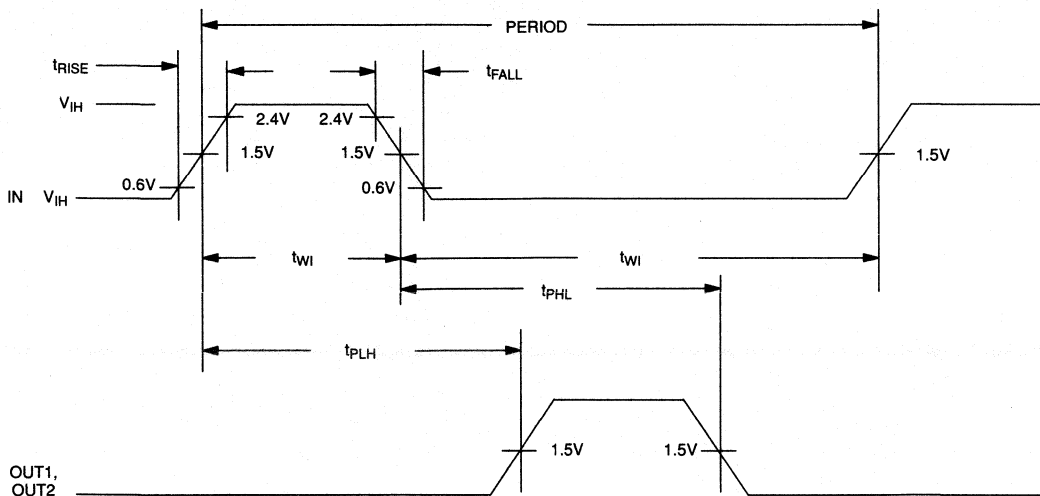 PERIOD
tRISE
tFALL
VIH
2.4V 2.4V
1.5V 1.5V 1.5V
0.6V 0.6V
IN VIH
tWI tWI
tPHL
tPLH
1.5V 1.5V
OUT1,
OUT2